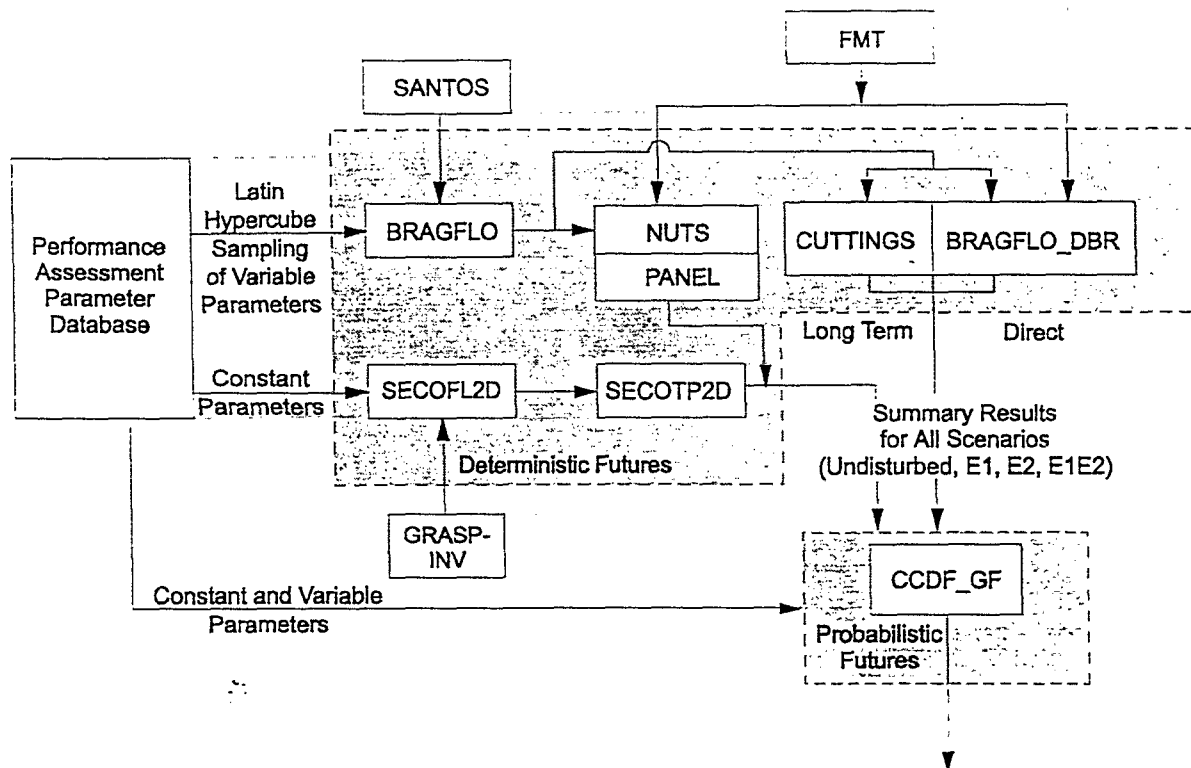 FMT
SANTOS
Performance
Assessment
Parameter
Database
Latin
Hypercube
Sampling
of Variable
Parameters
BRAGFLO
NUTS
PANEL
CUTTINGS
BRAGFLO_DBR
Long Term
Direct
Constant
Parameters
SECOFL2D
SECOTP2D
Summary Results
for All Scenarios
(Undisturbed, E1, E2, E1E2)
Deterministic Futures
GRASP-
INV
CCDF_GF
Constant and Variable
Parameters
Probabilistic
Futures